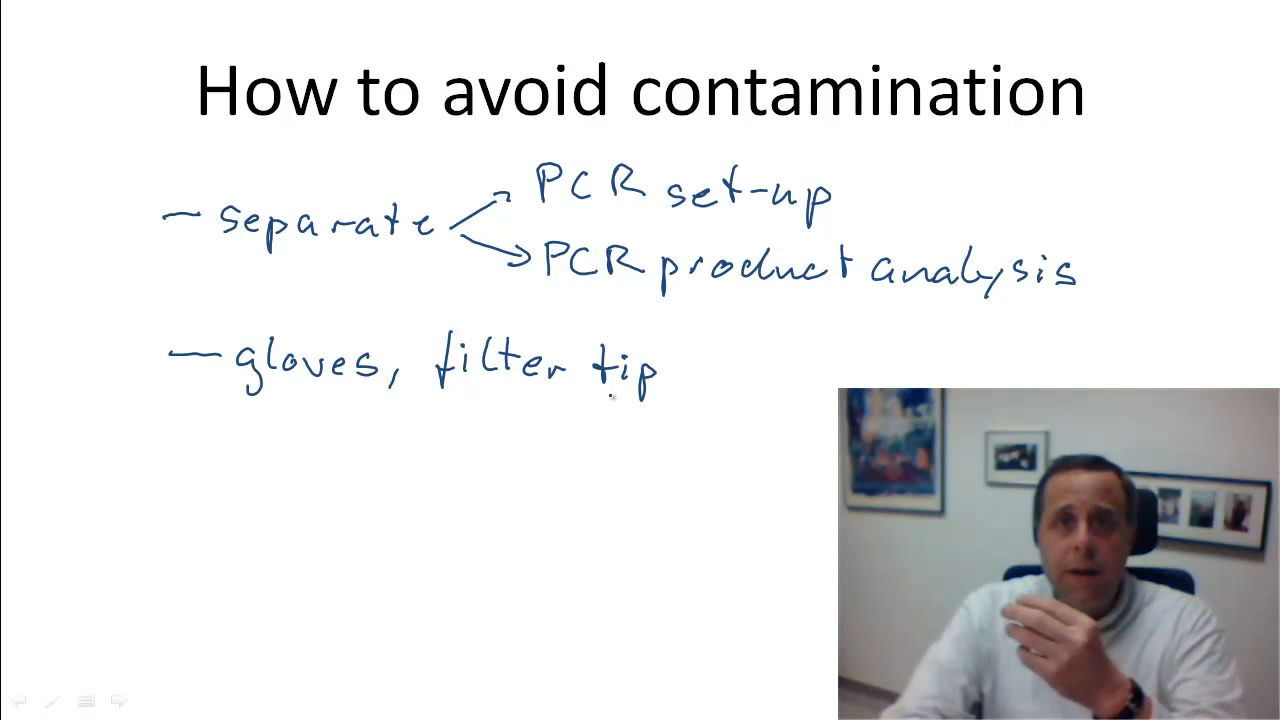 How to avoid contamination
– separate
PCR set-up
PCR product analysis
– gloves, filter tip